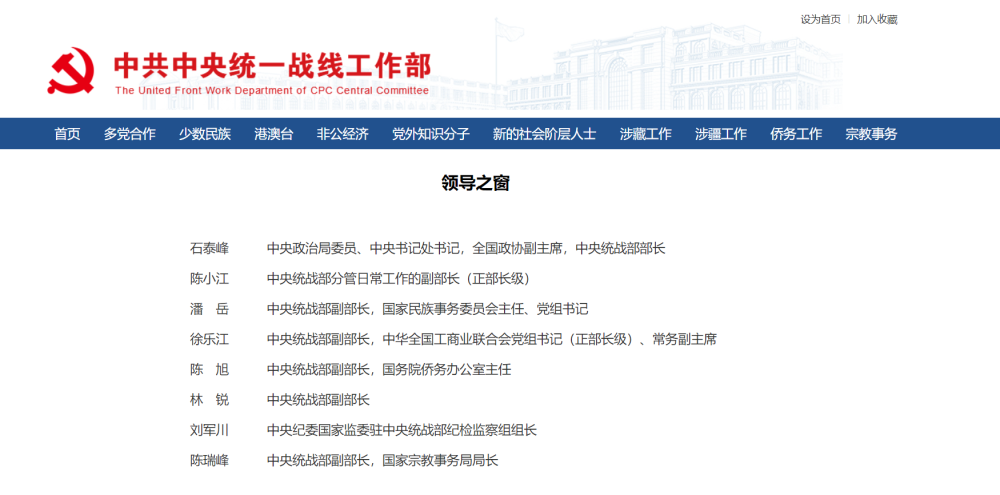 设为首页 | 加入收藏
中共中央统一战线工作部
The United Front Work Department of CPC Central Committee
首页 多党合作 少数民族 港澳台 非公经济 党外知识分子 新的社会阶层人士 涉藏工作 涉疆工作 侨务工作 宗教事务
领导之窗
石泰峰 中央政治局委员、中央书记处书记，全国政协副主席，中央统战部部长
陈小江 中央统战部分管日常工作的副部长（正部长级）
潘 岳 中央统战部副部长，国家民族事务委员会主任、党组书记
徐乐江 中央统战部副部长，中华全国工商业联合会党组书记（正部长级）、常务副主席
陈 旭 中央统战部副部长，国务院侨务办公室主任
林 锐 中央统战部副部长
刘军川 中央纪委国家监委驻中央统战部纪检监察组组长
陈瑞峰 中央统战部副部长，国家宗教事务局局长